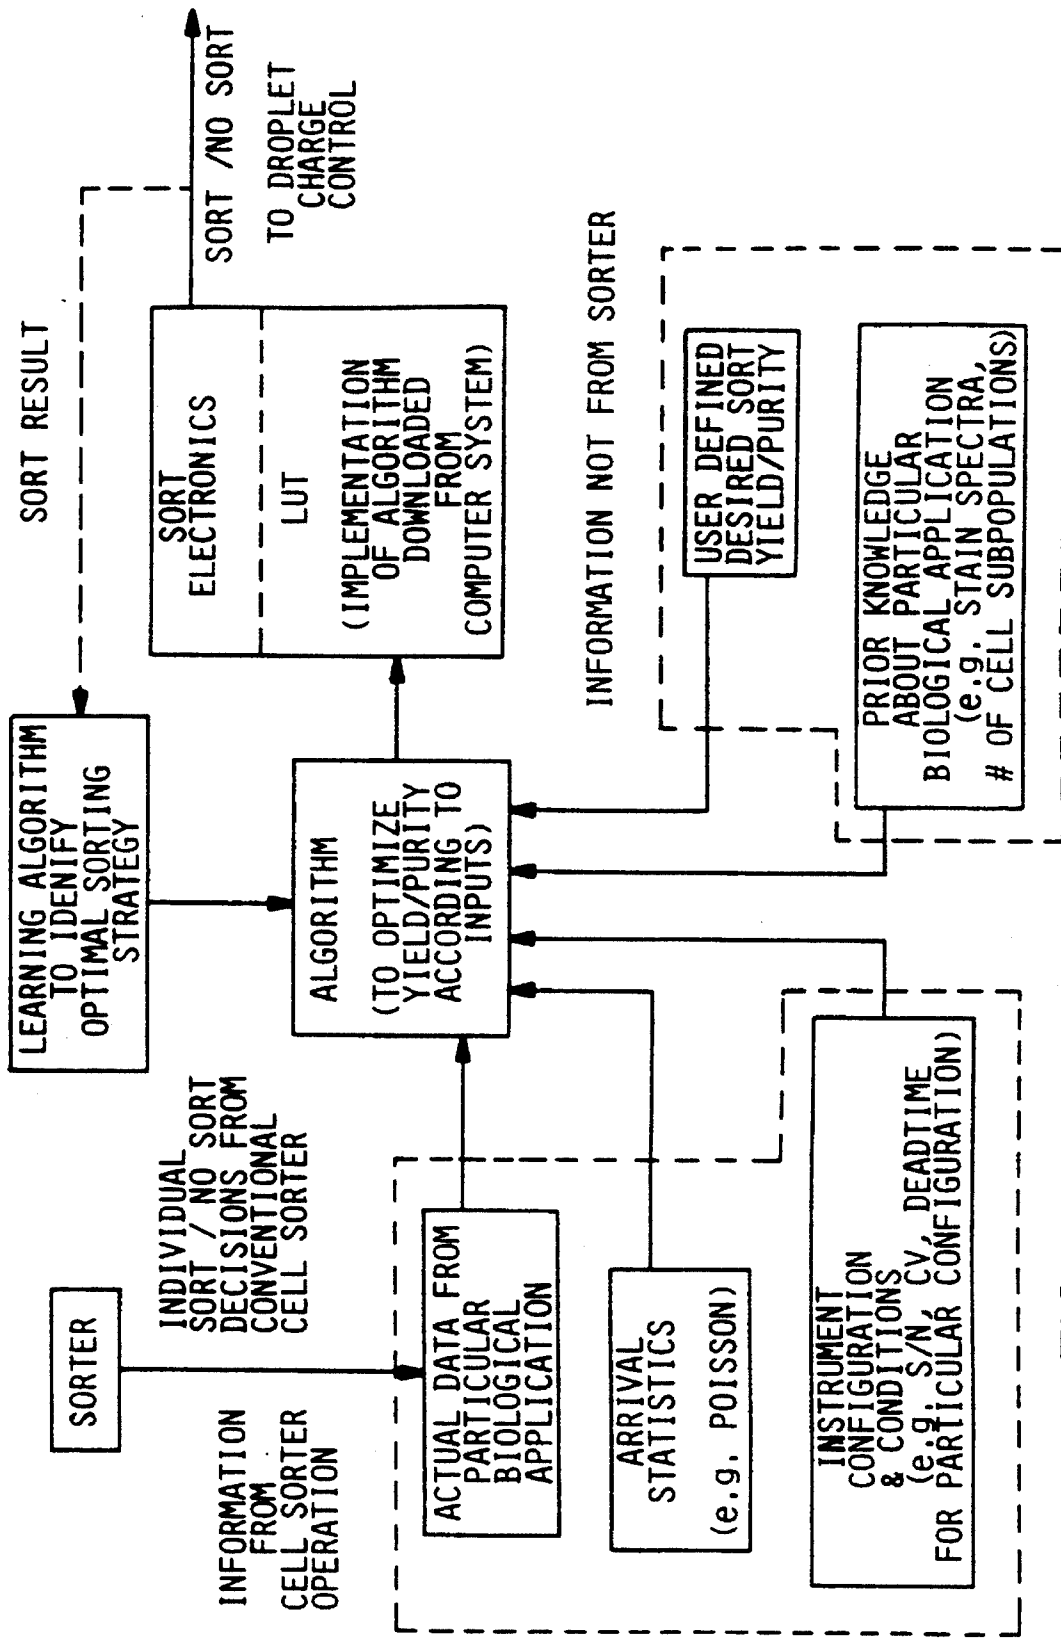 SORT RESULT
LEARNING ALGORITHM
TO IDENIFY
OPTIMAL SORTING
STRATEGY
SORTER
INDIVIDUAL
SORT / NO SORT
DECISIONS FROM
CONVENTIONAL
CELL SORTER
INFORMATION
FROM
CELL SORTER
OPERATION
SORT
ELECTRONICS
LUT
(IMPLEMENTATION
OF ALGORITHM
DOWNLOADED
FROM
COMPUTER SYSTEM)
SORT /NO SORT
TO DROPLET
CHARGE
CONTROL
ALGORITHM
(TO OPTIMIZE
YIELD/PURITY
ACCORDING TO
INPUTS)
ACTUAL DATA FROM
PARTICULAR
BIOLOGICAL
APPLICATION
ARRIVAL
STATISTICS
(e.g. POISSON)
INSTRUMENT
CONFIGURATION
& CONDITIONS
(e.g. S/N, CV, DEADTIME
FOR PARTICULAR CONFIGURATION)
INFORMATION NOT FROM SORTER
USER DEFINED
DESIRED SORT
YIELD/PURITY
PRIOR KNOWLEDGE
ABOUT PARTICULAR
BIOLOGICAL APPLICATION
(e.g. STAIN SPECTRA,
# OF CELL SUBPOPULATIONS)